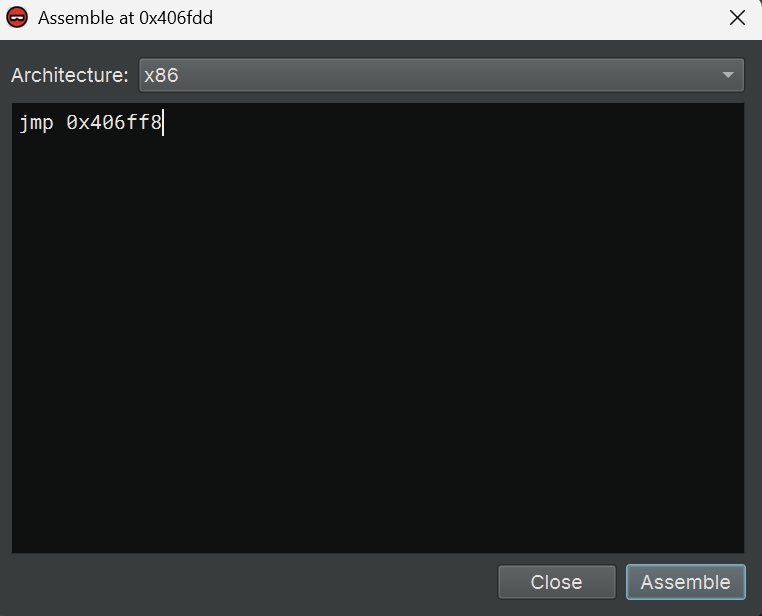 Assemble at 0x406fdd
Architecture: x86
jmp 0x406ff8
Close Assemble